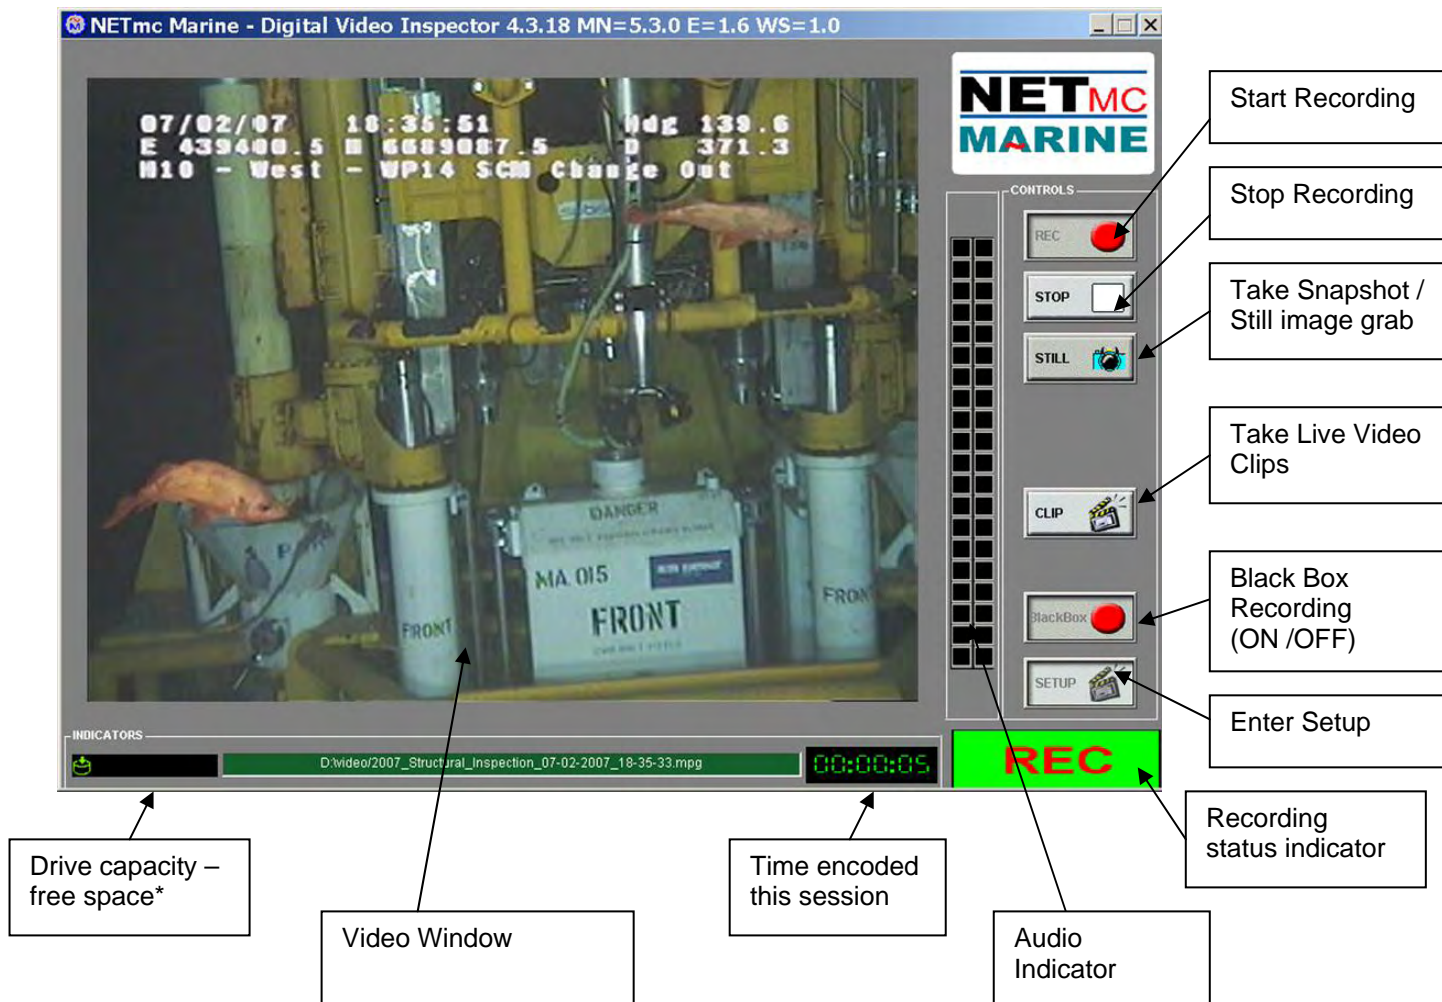 NETmc Marine - Digital Video Inspector 4.3.18 MN=5.3.0 E=1.6 WS=1.0
NETMC
MARINE
07/02/07 18:35:51 Hdg 139.6
E 439400.5 N 6689087.5 D 371.3
M10 - West - WP14 SCM Change Out
DANGER
MA 015
FRONT
FRONT
FRONT
CONTROLS
REC
STOP
STILL
CLIP
BlackBox
SETUP
INDICATORS
D:\video/2007_Structural_Inspection_07-02-2007_18-35-33.mpg
00:00:05
REC
Start Recording
Stop Recording
Take Snapshot /
Still image grab
Take Live Video
Clips
Black Box
Recording
(ON /OFF)
Enter Setup
Recording
status indicator
Drive capacity –
free space*
Video Window
Time encoded
this session
Audio
Indicator